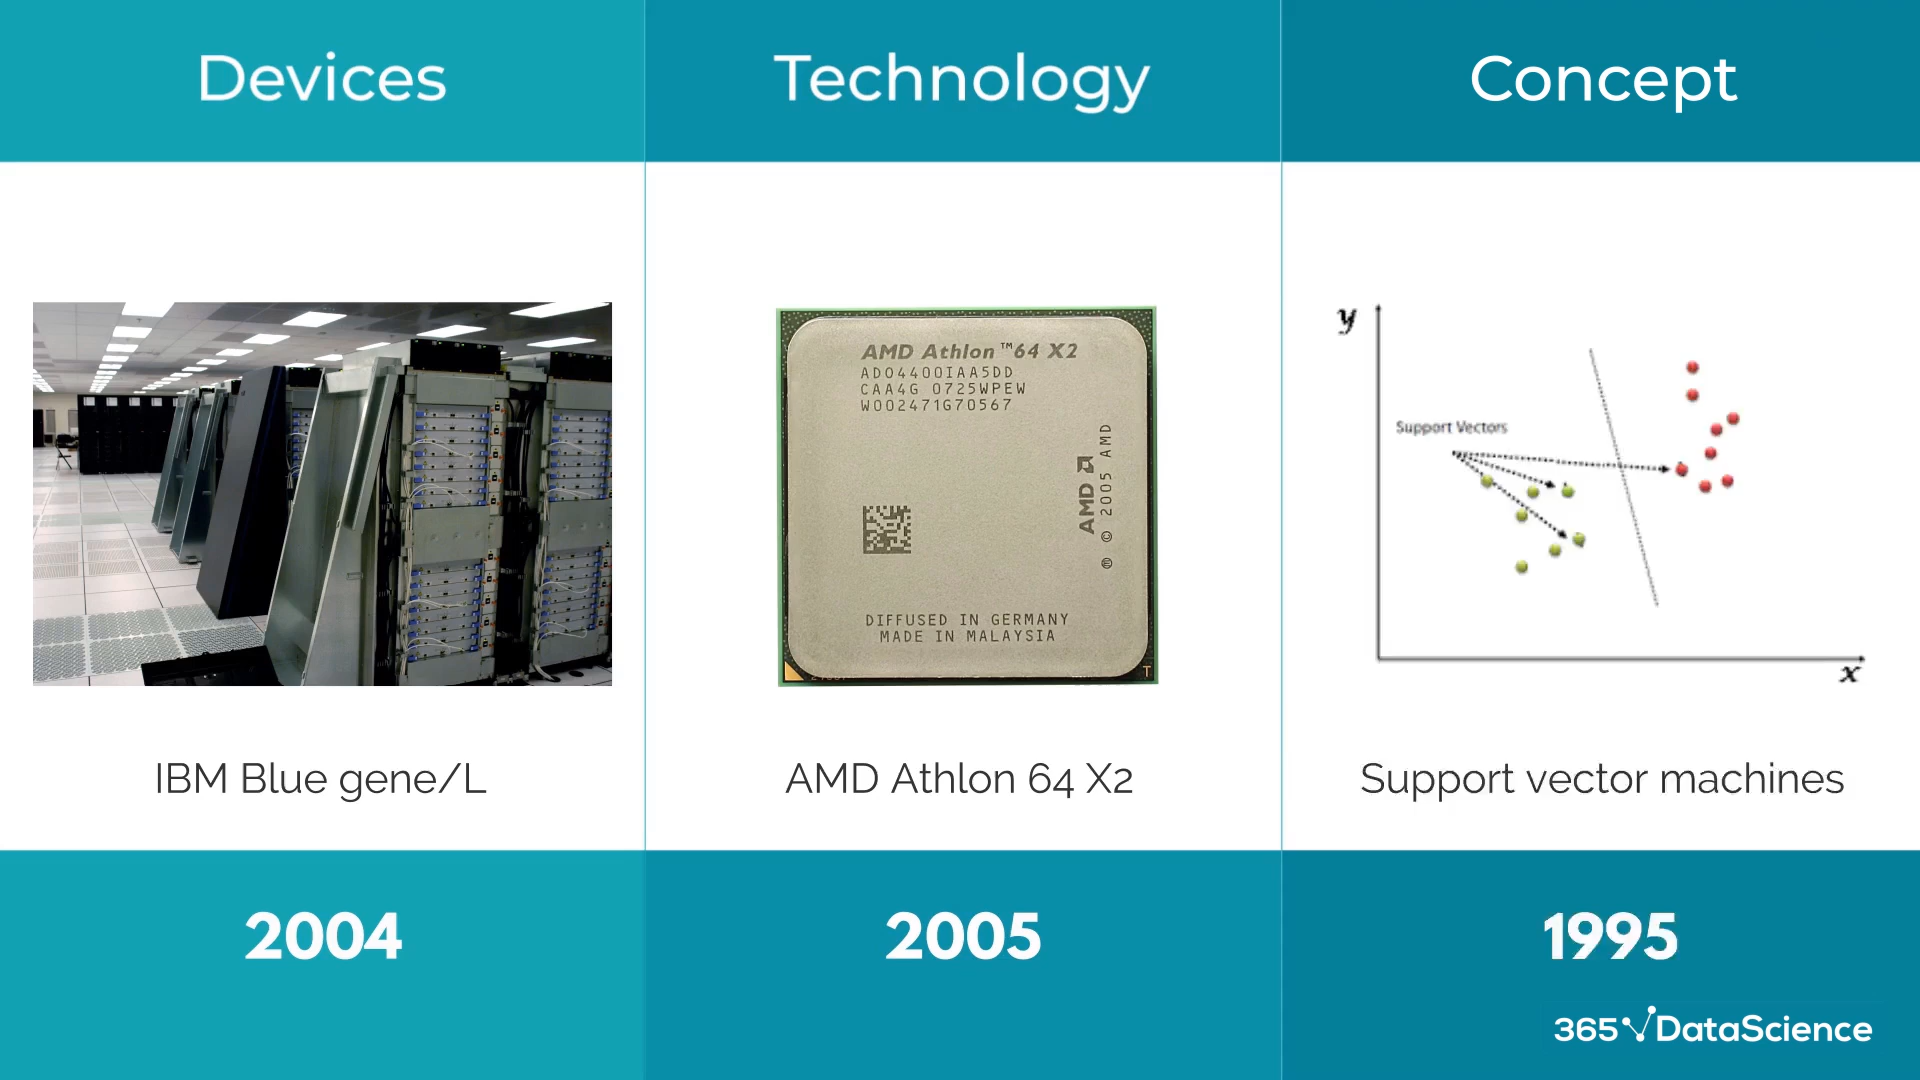 Devices
Technology
Concept
AMD Athlon™64 X2
ADO4400IAA5DD
CAA4G 0725WPEW
W002471G70567
AMD
® © 2005 AMD
DIFFUSED IN GERMANY
MADE IN MALAYSIA
T
y
Support Vectors
x
IBM Blue gene/L
AMD Athlon 64 X2
Support vector machines
2004
2005
1995
365 DataScience